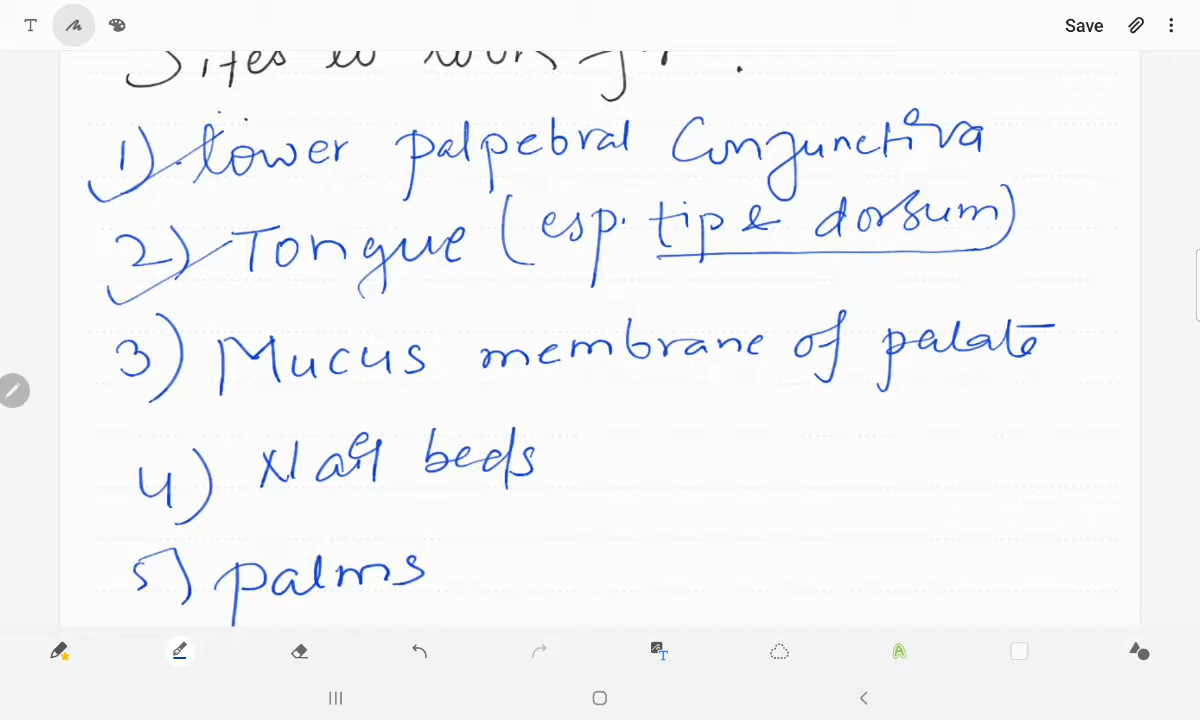 T Save
Sites to look for :
1) Lower palpebral Conjunctiva
2) Tongue (esp. tip & dorsum)
3) Mucus membrane of palate
4) Nail beds
5) palms
T
A